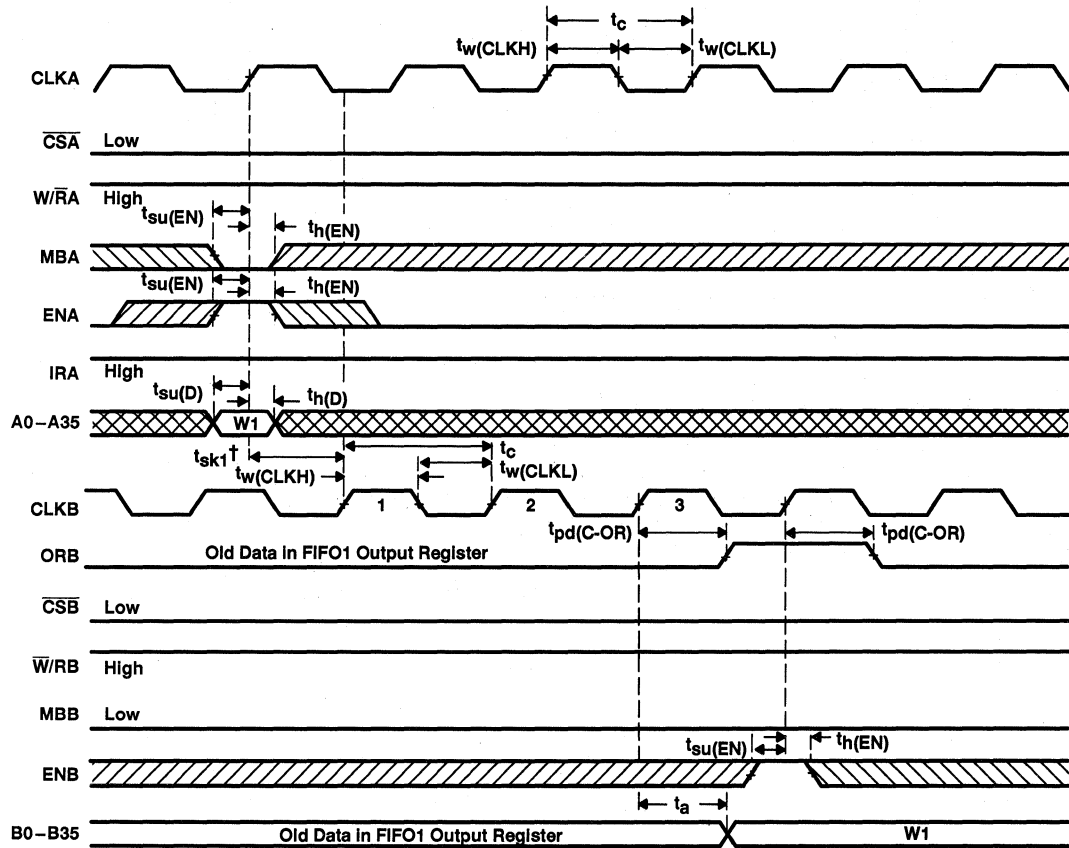 tc
tw(CLKH) tw(CLKL)
CLKA
CSA Low
W/RA High
tsu(EN) th(EN)
MBA
tsu(EN) th(EN)
ENA
IRA High
tsu(D) th(D)
A0–A35 W1
tsk1† tc
tw(CLKH) tw(CLKL)
CLKB 1 2 3
tpd(C-OR) tpd(C-OR)
ORB Old Data in FIFO1 Output Register
CSB Low
W/RB High
MBB Low
tsu(EN) th(EN)
ENB
ta
B0–B35 Old Data in FIFO1 Output Register W1